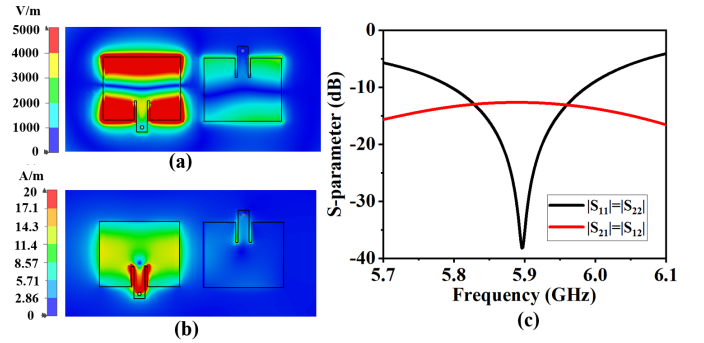 V/m
5000
4000
3000
2000
1000
0
(a)
A/m
20
17.1
14.3
11.4
8.57
5.71
2.86
0
(b)
0
-10
-20
-30
-40
S-parameter (dB)
|S11|=|S22|
|S21|=|S12|
5.7 5.8 5.9 6.0 6.1
Frequency (GHz)
(c)